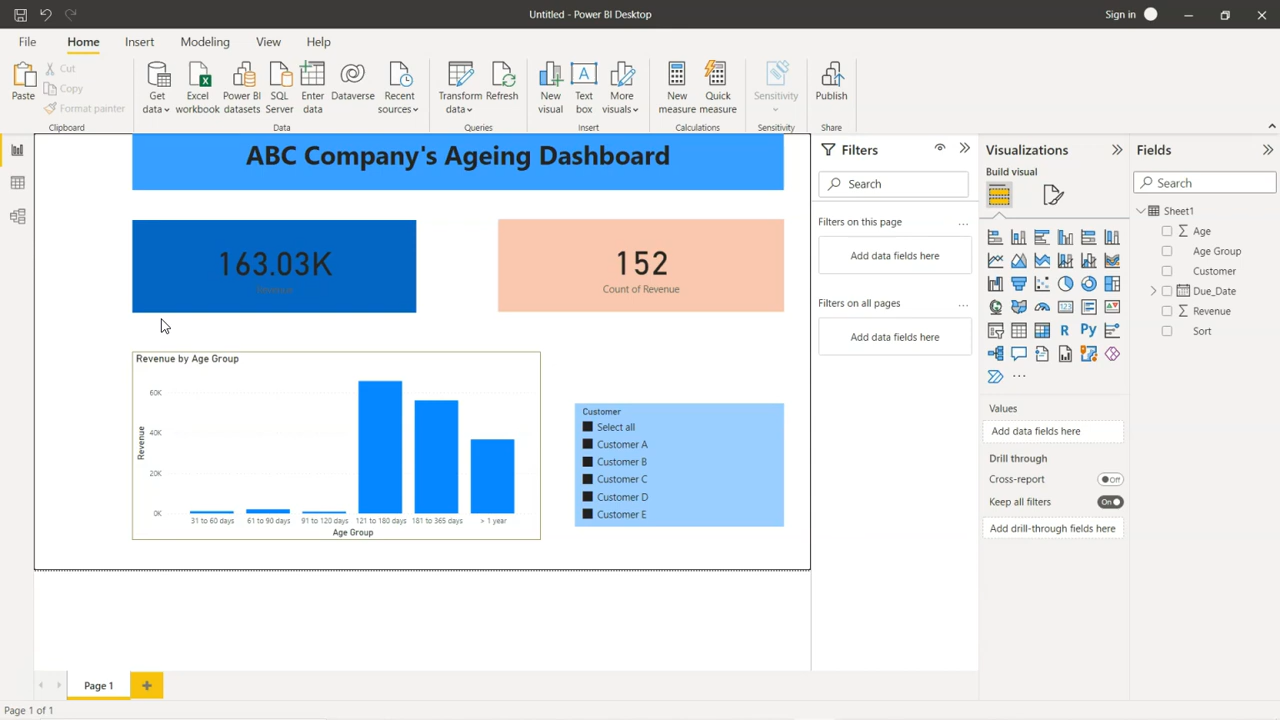 Untitled - Power BI Desktop
Sign in
File Home Insert Modeling View Help
Paste
Cut
Copy
Format painter
Clipboard
Get data
Excel workbook
Power BI datasets
SQL Server
Enter data
Dataverse
Recent sources
Data
Transform data
Refresh
Queries
New visual
Text box
More visuals
Insert
New measure
Quick measure
Calculations
Sensitivity
Sensitivity
Publish
Share
ABC Company's Ageing Dashboard
163.03K
Revenue
152
Count of Revenue
Revenue by Age Group
60K
40K
20K
0K
Revenue
31 to 60 days 61 to 90 days 91 to 120 days 121 to 180 days 181 to 365 days > 1 year
Age Group
Customer
Select all
Customer A
Customer B
Customer C
Customer D
Customer E
Filters
Search
Filters on this page
...
Add data fields here
Filters on all pages
...
Add data fields here
Visualizations
Build visual
R Py
...
Values
Add data fields here
Drill through
Cross-report
Off
Keep all filters
On
Add drill-through fields here
Fields
Search
Sheet1
Age
Age Group
Customer
Due_Date
Revenue
Sort
Page 1
Page 1 of 1